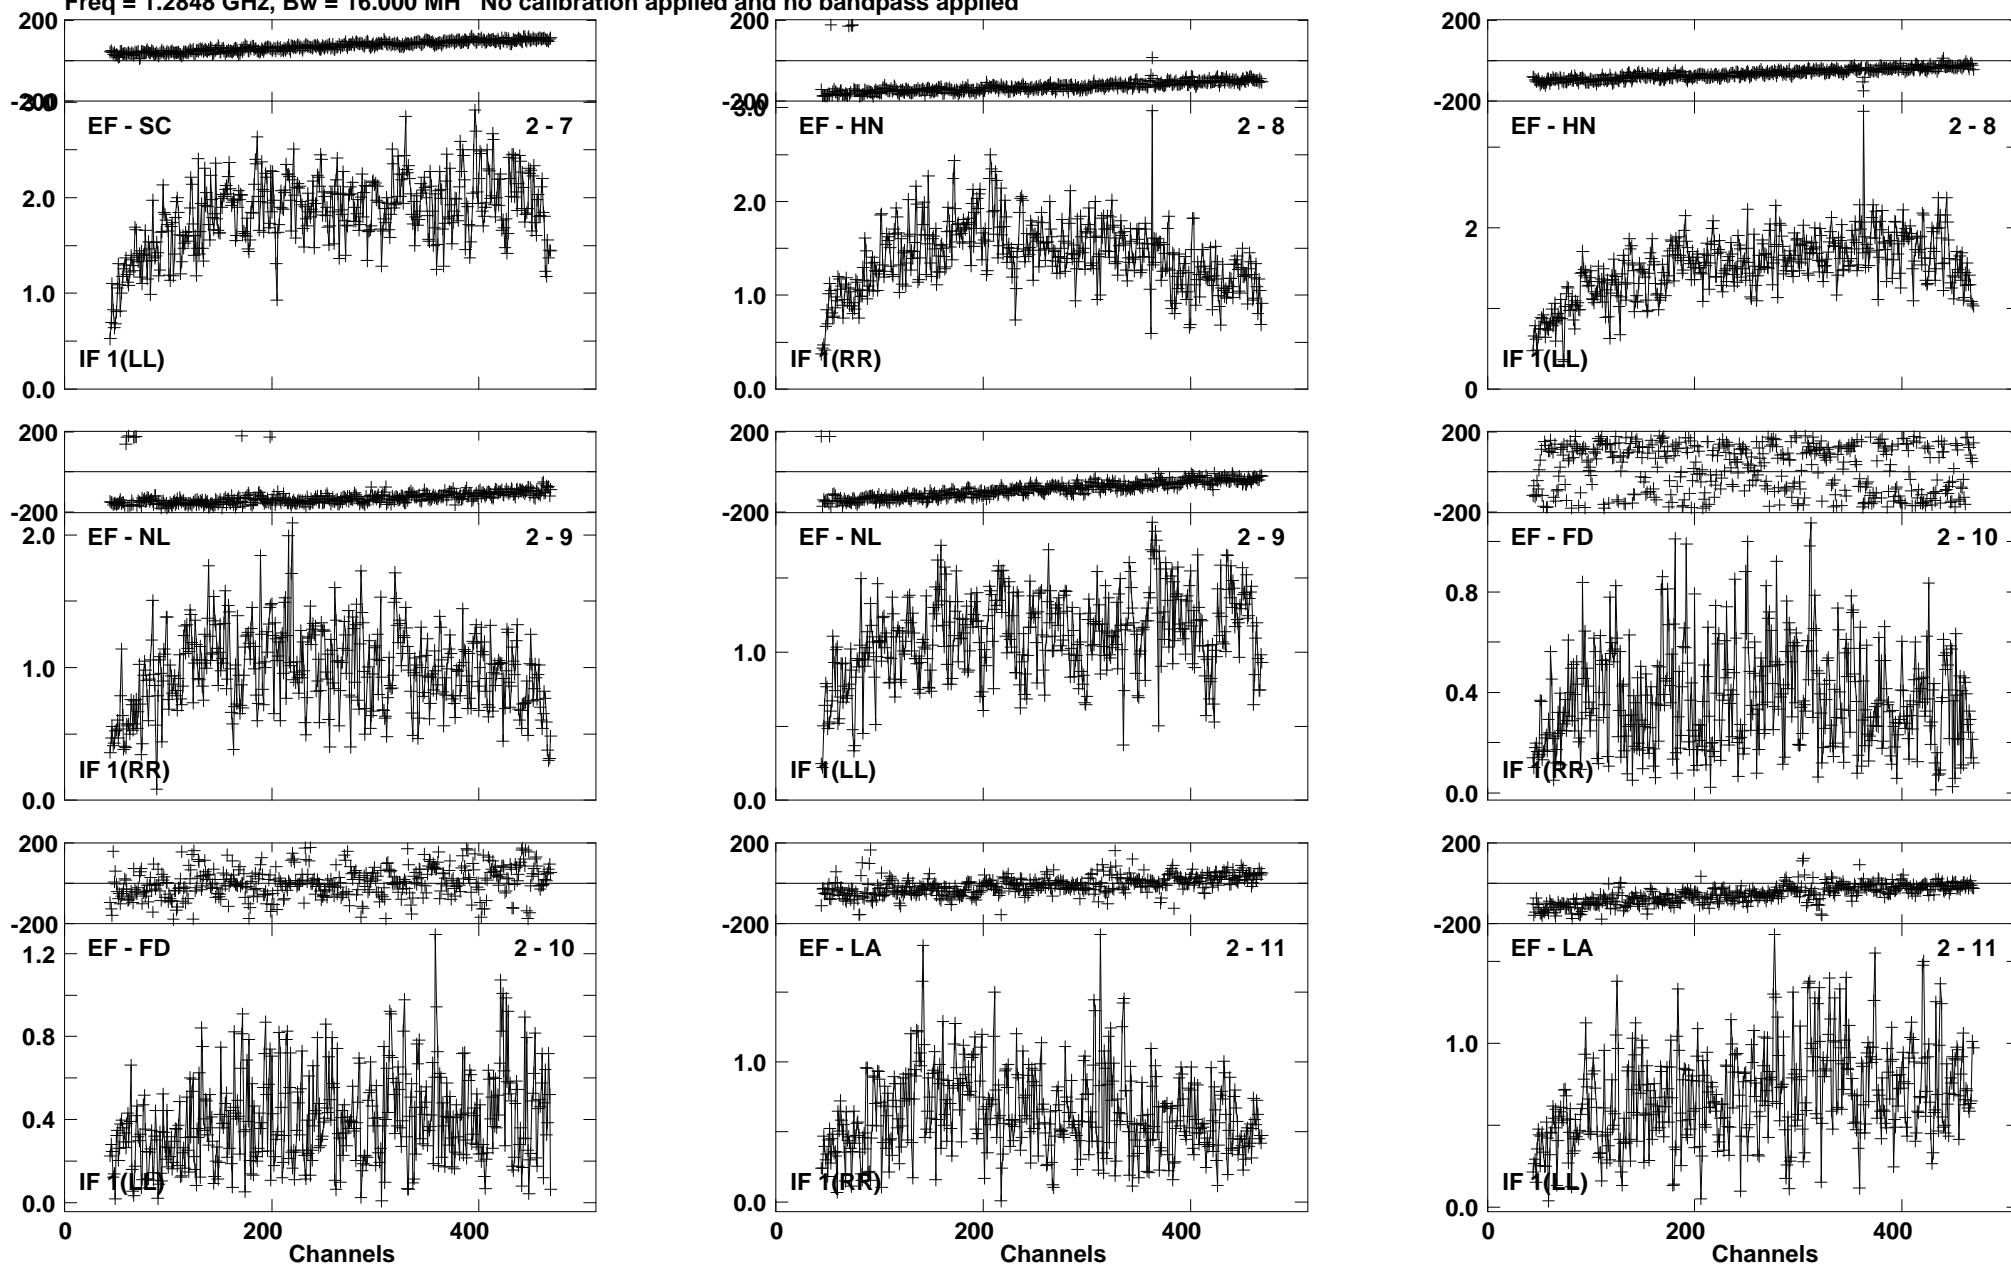 Freq = 1.2848 GHz, Bw = 16.000 MH No calibration applied and no bandpass applied
200 200 200
-200 -200 -200
3.0 3.0
EF - SC 2 - 7 EF - HN 2 - 8 EF - HN 2 - 8
2.0 2.0 2
1.0 1.0
IF 1(LL) IF 1(RR) IF 1(LL)
0.0 0.0 0
200 200 200
-200 -200 -200
EF - NL 2 - 9 EF - NL 2 - 9 EF - FD 2 - 10
2.0
0.8
1.0 1.0
0.4
IF 1(RR) IF 1(LL) IF 1(RR)
0.0 0.0 0.0
200 200 200
-200 -200 -200
EF - FD 2 - 10 EF - LA 2 - 11 EF - LA 2 - 11
1.2
0.8 1.0 1.0
0.4
IF 1(LL) IF 1(RR) IF 1(LL)
0.0 0.0 0.0
0 200 400 0 200 400 0 200 400
Channels Channels Channels